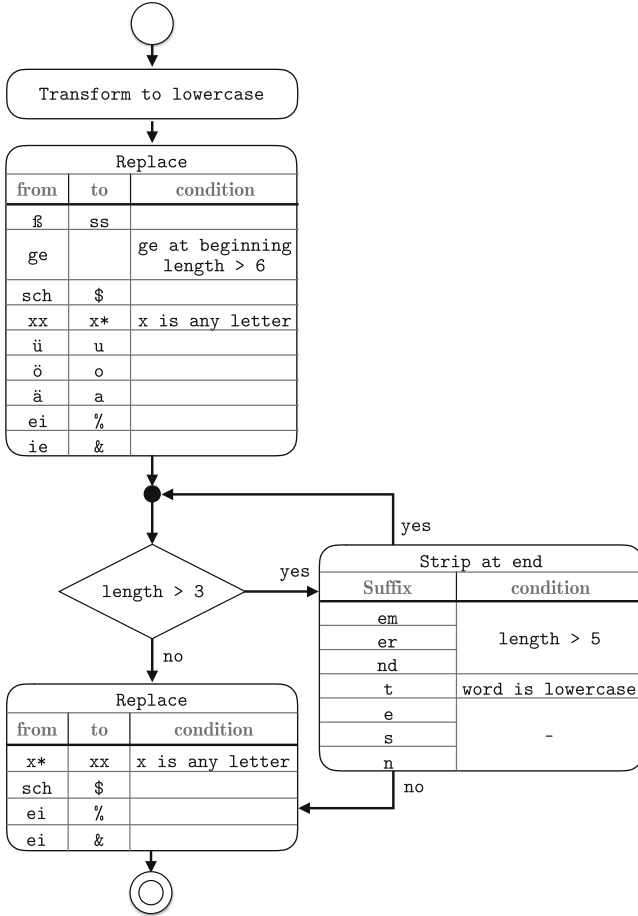 Transform to lowercase
Replace
from to condition
ß ss
ge ge at beginning length > 6
sch $
xx x* x is any letter
ü u
ö o
ä a
ei %
ie &
yes
length > 3 yes
no
Strip at end
Suffix condition
em
er length > 5
nd
t word is lowercase
e
s -
n
no
Replace
from to condition
x* xx x is any letter
sch $
ei %
ei &